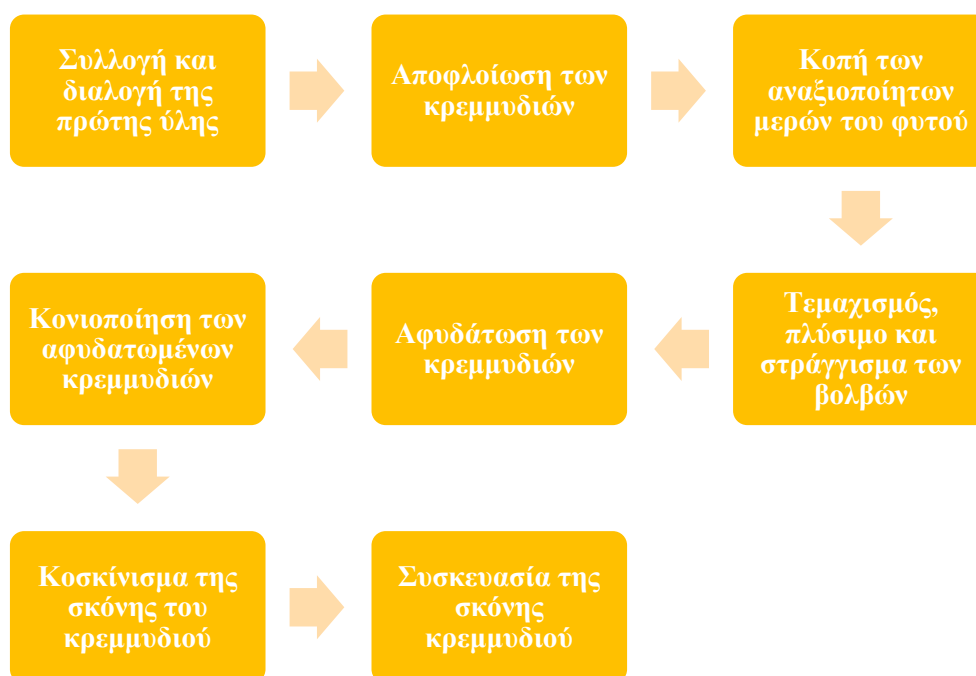 Συλλογή και
διαλογή της
πρώτης ύλης
Αποφλοίωση των
κρεμμυδιών
Κοπή των
αναξιοποίητων
μερών του φυτού
Τεμαχισμός,
πλύσιμο και
στράγγισμα των
βολβών
Αφυδάτωση των
κρεμμυδιών
Κονιοποίηση των
αφυδατωμένων
κρεμμυδιών
Κοσκίνισμα της
σκόνης του
κρεμμυδιού
Συσκευασία της
σκόνης
κρεμμυδιού